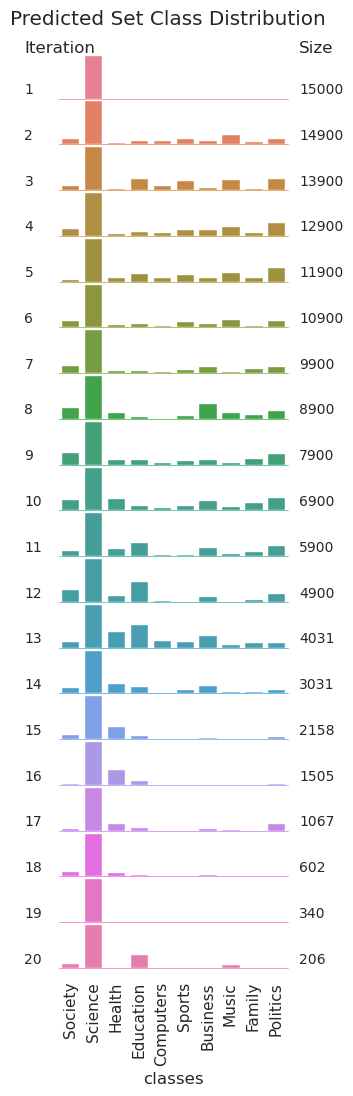 Predicted Set Class Distribution
Iteration Size
1 15000
2 14900
3 13900
4 12900
5 11900
6 10900
7 9900
8 8900
9 7900
10 6900
11 5900
12 4900
13 4031
14 3031
15 2158
16 1505
17 1067
18 602
19 340
20 206
Society
Science
Health
Education
Computers
Sports
Business
Music
Family
Politics
classes